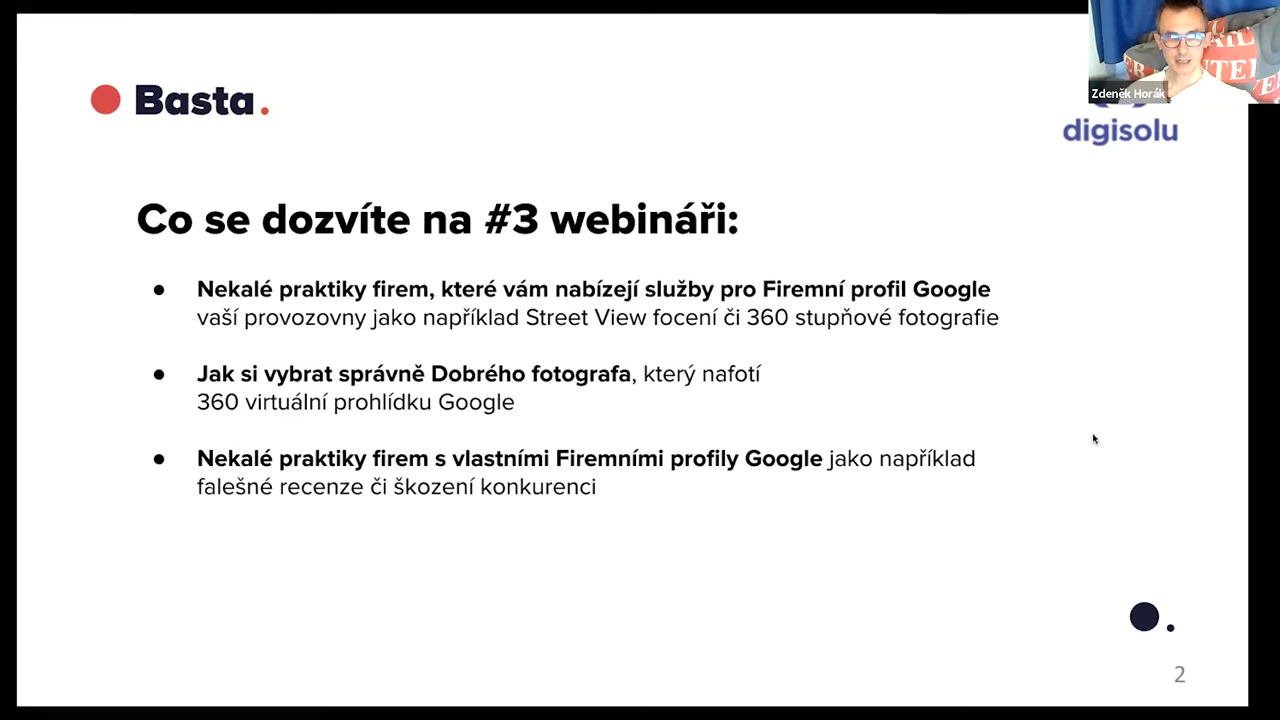 Basta.
Zdeněk Horák
digisolu
Co se dozvíte na #3 webináři:
● Nekalé praktiky firem, které vám nabízejí služby pro Firemní profil Google
vaší provozovny jako například Street View focení či 360 stupňové fotografie
● Jak si vybrat správně Dobrého fotografa, který nafotí
360 virtuální prohlídku Google
● Nekalé praktiky firem s vlastními Firemními profily Google jako například
falešné recenze či škození konkurenci
2